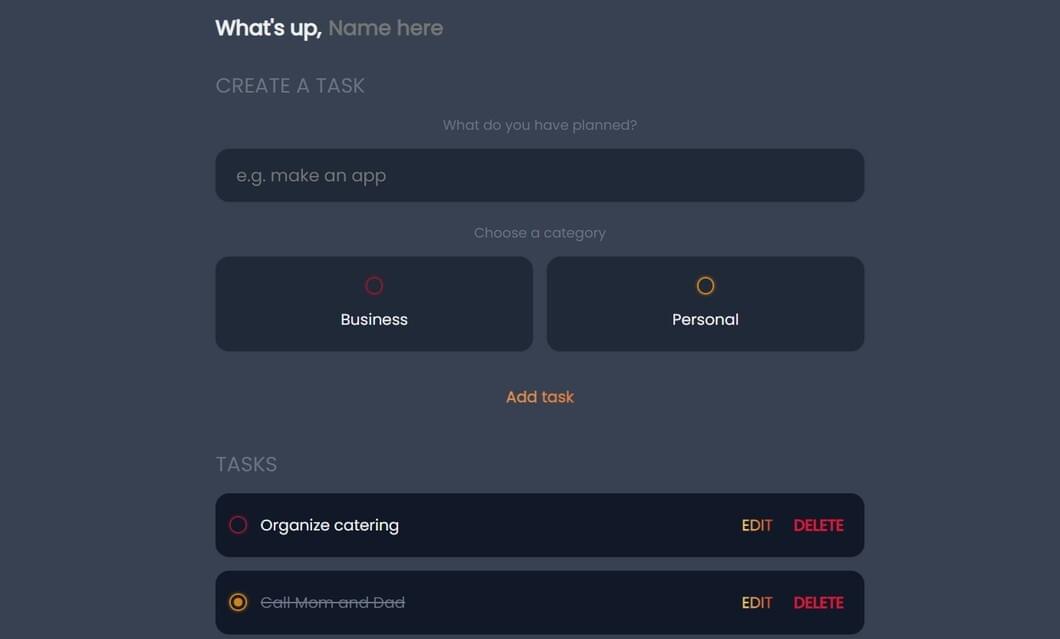 What's up, Name here
CREATE A TASK
What do you have planned?
e.g. make an app
Choose a category
Business
Personal
Add task
TASKS
Organize catering EDIT DELETE
Call Mom and Dad EDIT DELETE